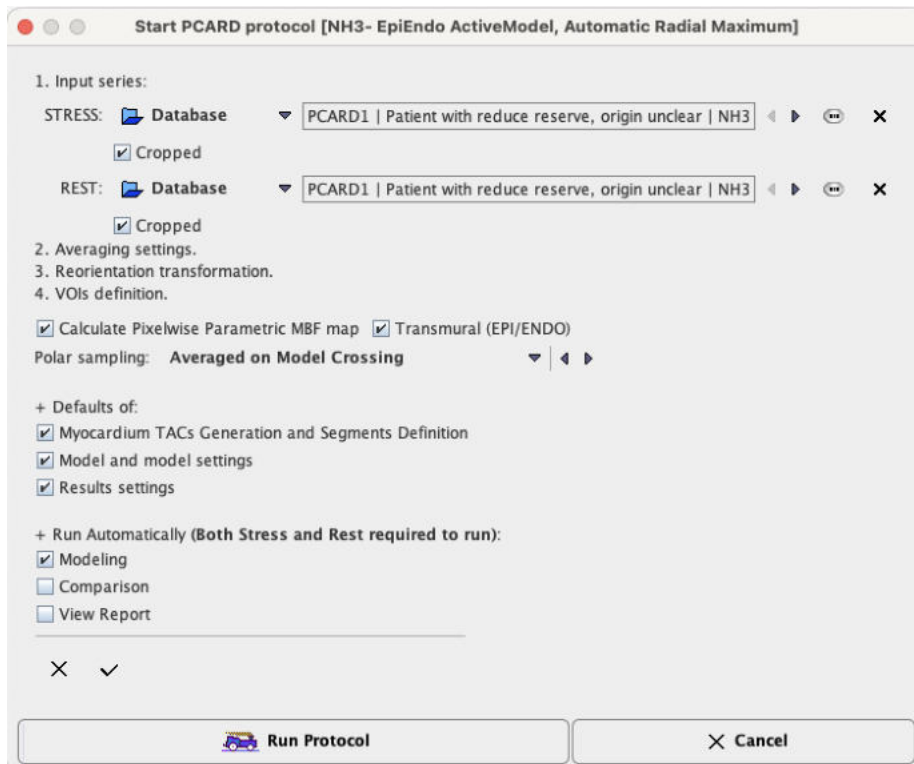 Start PCARD protocol [NH3- EpiEndo ActiveModel, Automatic Radial Maximum]
1. Input series:
STRESS: Database PCARD1 | Patient with reduce reserve, origin unclear | NH3
Cropped
REST: Database PCARD1 | Patient with reduce reserve, origin unclear | NH3
Cropped
2. Averaging settings.
3. Reorientation transformation.
4. VOIs definition.
Calculate Pixelwise Parametric MBF map Transmural (EPI/ENDO)
Polar sampling: Averaged on Model Crossing
+ Defaults of:
Myocardium TACs Generation and Segments Definition
Model and model settings
Results settings
+ Run Automatically (Both Stress and Rest required to run):
Modeling
Comparison
View Report
Run Protocol Cancel